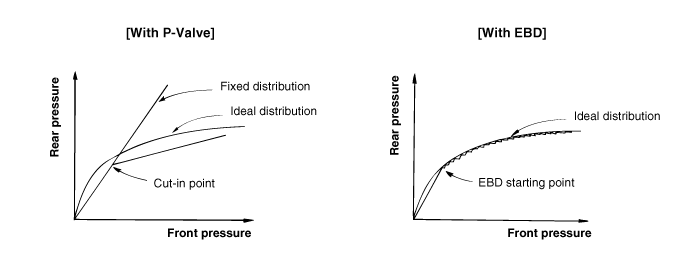 [With P-Valve]
Rear pressure
Fixed distribution
Ideal distribution
Cut-in point
Front pressure
[With EBD]
Rear pressure
Ideal distribution
EBD starting point
Front pressure